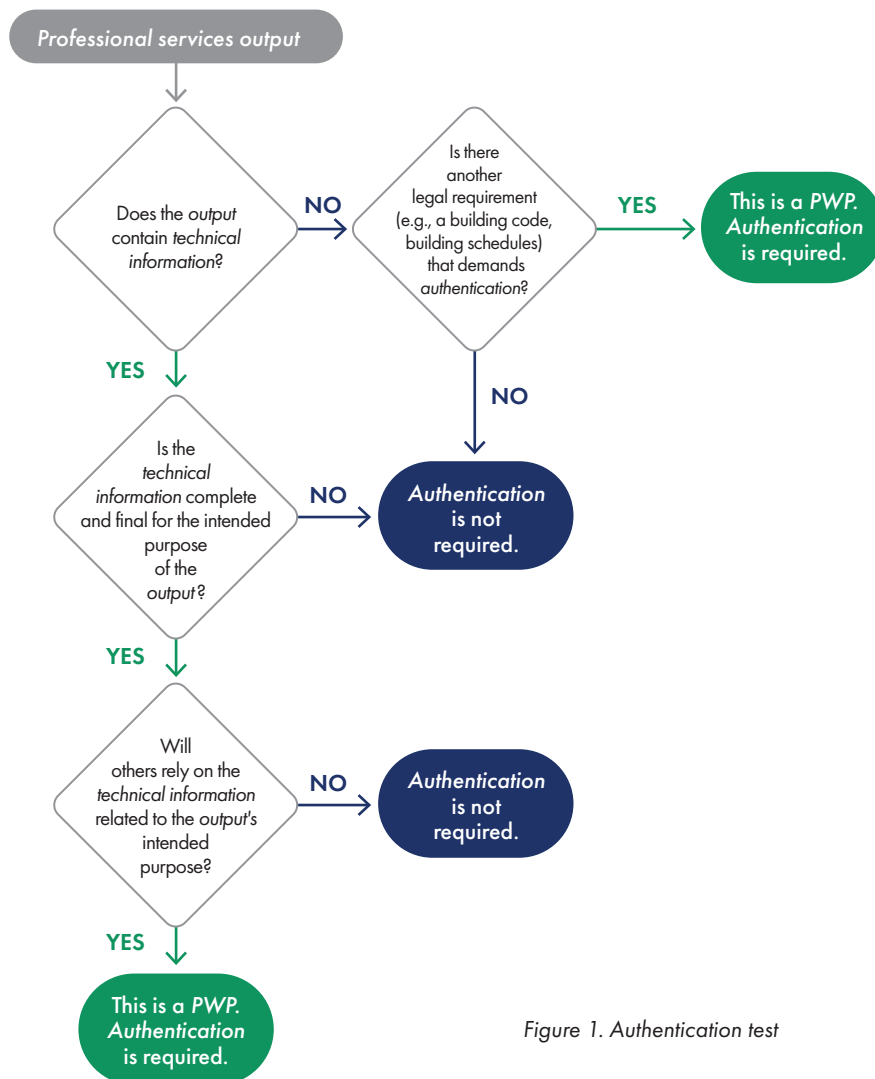 Professional services output
Does the output
contain technical
information?
NO
Is there
another
legal requirement
(e.g., a building code,
building schedules)
that demands
authentication?
YES
This is a PWP.
Authentication
is required.
YES
NO
Is the
technical
information complete
and final for the intended
purpose
of the
output?
NO
Authentication
is not
required.
YES
Will
others rely on the
technical information
related to the output's
intended
purpose?
NO
Authentication
is not
required.
YES
This is a PWP.
Authentication
is required.
Figure 1. Authentication test